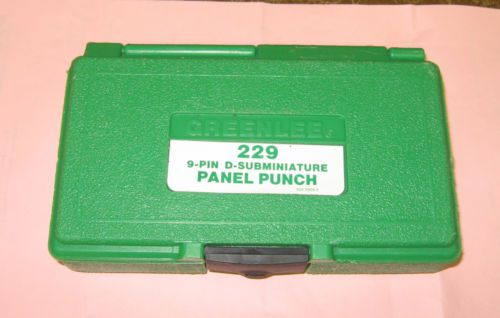 GREENLEE
229
9-PIN D-SUBMINIATURE
PANEL PUNCH